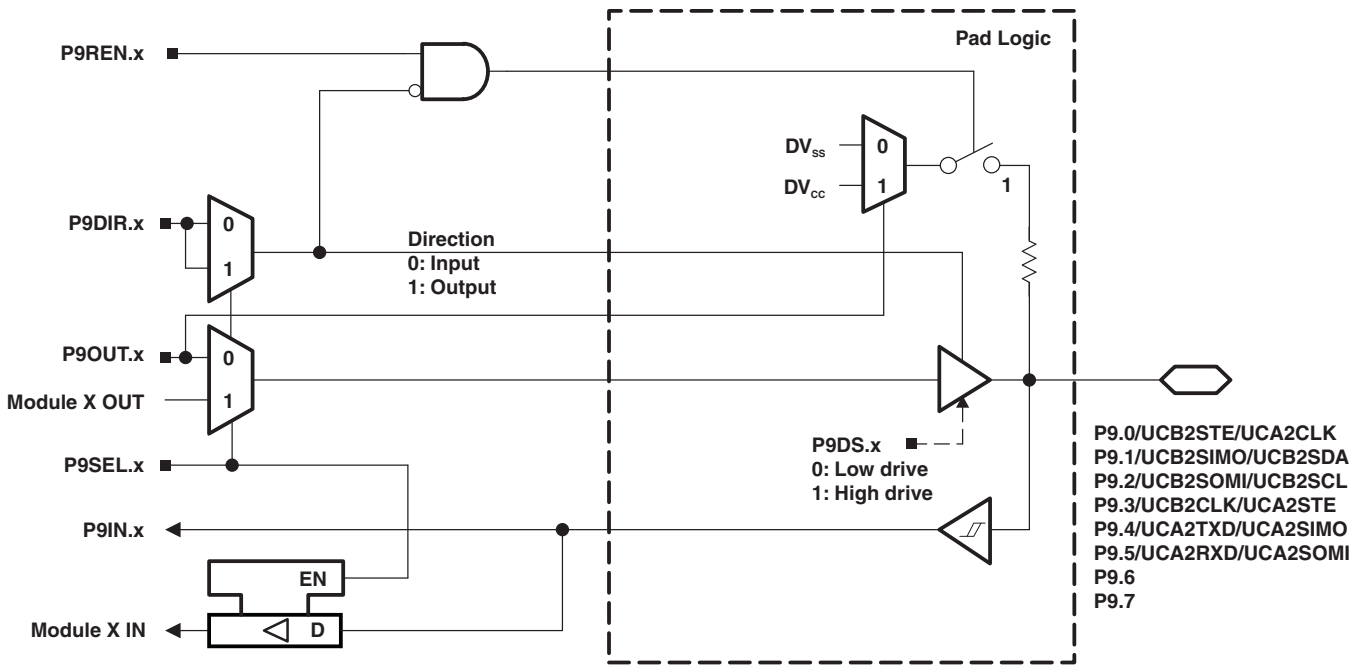 Pad Logic
P9REN.x
DVSS
0
DVCC
1
1
P9DIR.x
0
1
Direction
0: Input
1: Output
P9OUT.x
0
Module X OUT
1
P9SEL.x
P9DS.x
0: Low drive
1: High drive
P9.0/UCB2STE/UCA2CLK
P9.1/UCB2SIMO/UCB2SDA
P9.2/UCB2SOMI/UCB2SCL
P9.3/UCB2CLK/UCA2STE
P9.4/UCA2TXD/UCA2SIMO
P9.5/UCA2RXD/UCA2SOMI
P9.6
P9.7
P9IN.x
EN
Module X IN
D